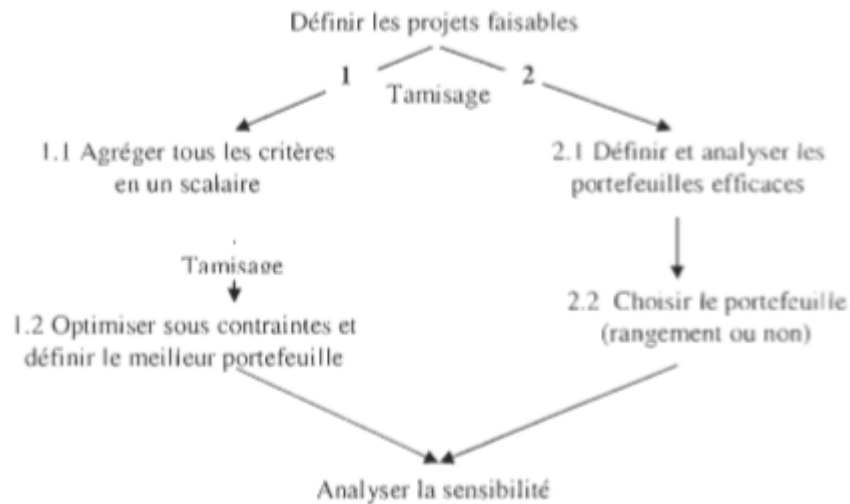 Définir les projets faisables
1
2
Tamisage
1.1 Agréger tous les critères
en un scalaire
2.1 Définir et analyser les
portefeuilles efficaces
Tamisage
1.2 Optimiser sous contraintes et
définir le meilleur portefeuille
2.2 Choisir le portefeuille
(rangement ou non)
Analyser la sensibilité